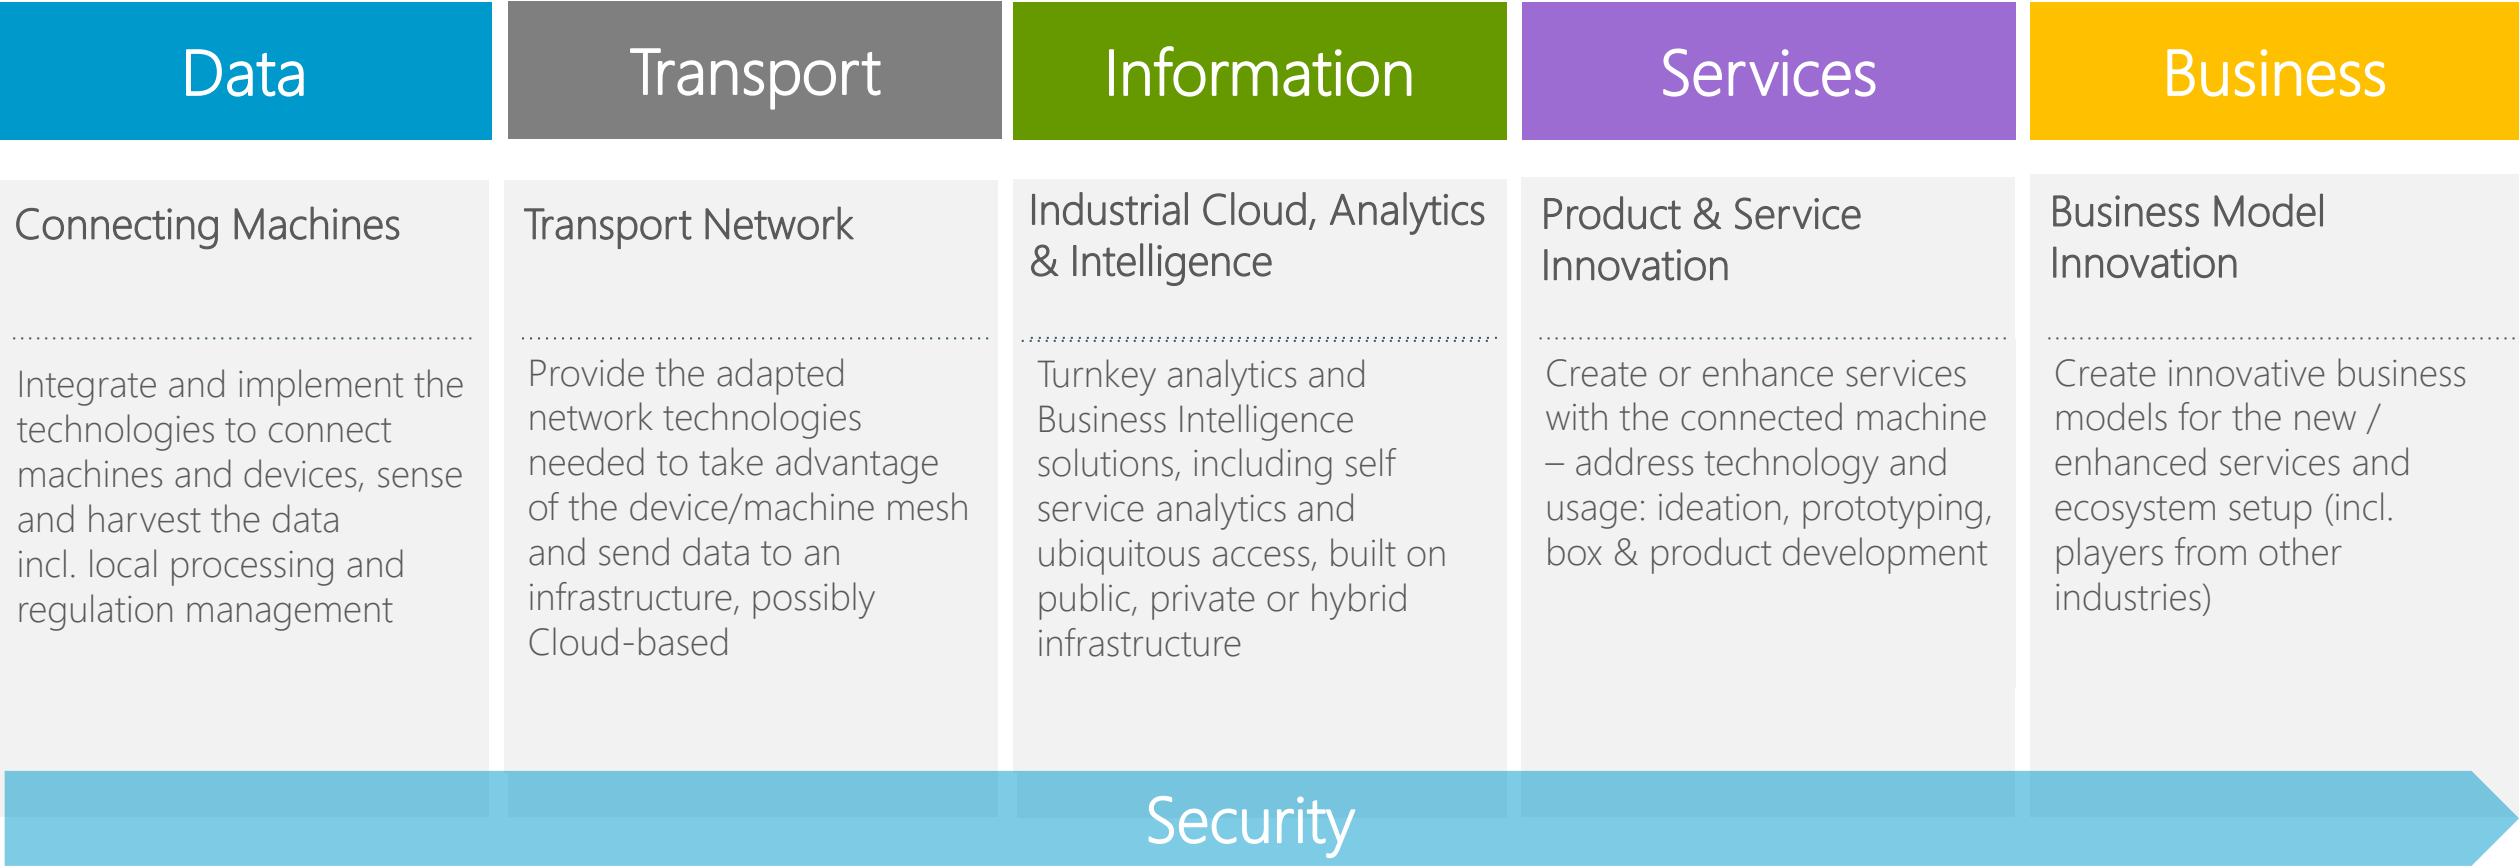 Data
Transport
Information
Services
Business
Connecting Machines
Integrate and implement the
technologies to connect
machines and devices, sense
and harvest the data
incl. local processing and
regulation management
Transport Network
Provide the adapted
network technologies
needed to take advantage
of the device/machine mesh
and send data to an
infrastructure, possibly
Cloud-based
Industrial Cloud, Analytics
& Intelligence
Turnkey analytics and
Business Intelligence
solutions, including self
service analytics and
ubiquitous access, built on
public, private or hybrid
infrastructure
Product & Service
Innovation
Create or enhance services
with the connected machine
– address technology and
usage: ideation, prototyping,
box & product development
Business Model
Innovation
Create innovative business
models for the new /
enhanced services and
ecosystem setup (incl.
players from other
industries)
Security